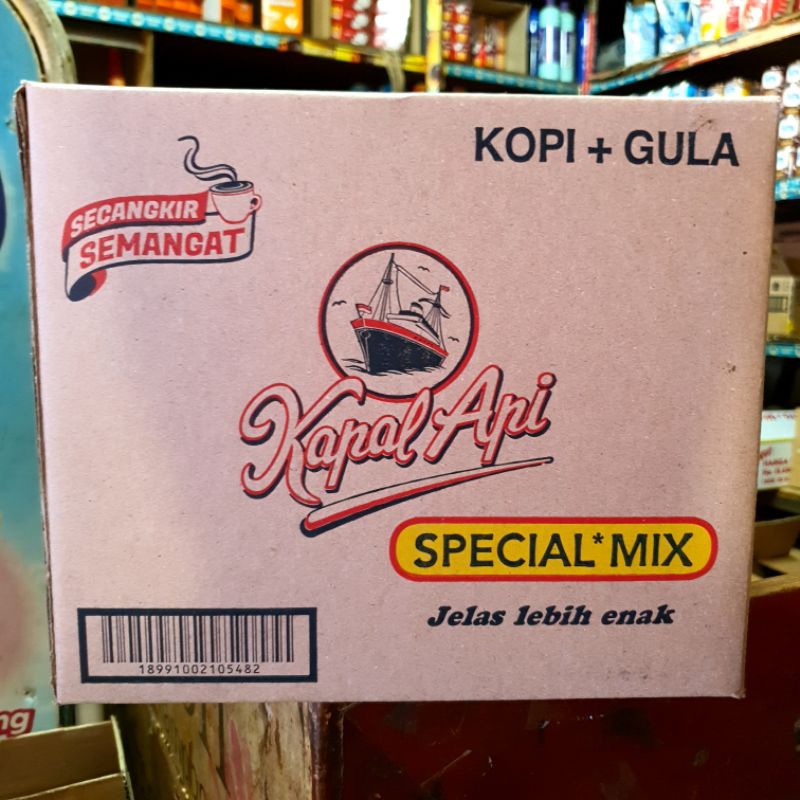 KOPI + GULA
SECANGKIR
SEMANGAT
Kapal Api
SPECIAL* MIX
Jelas lebih enak
18991002105482